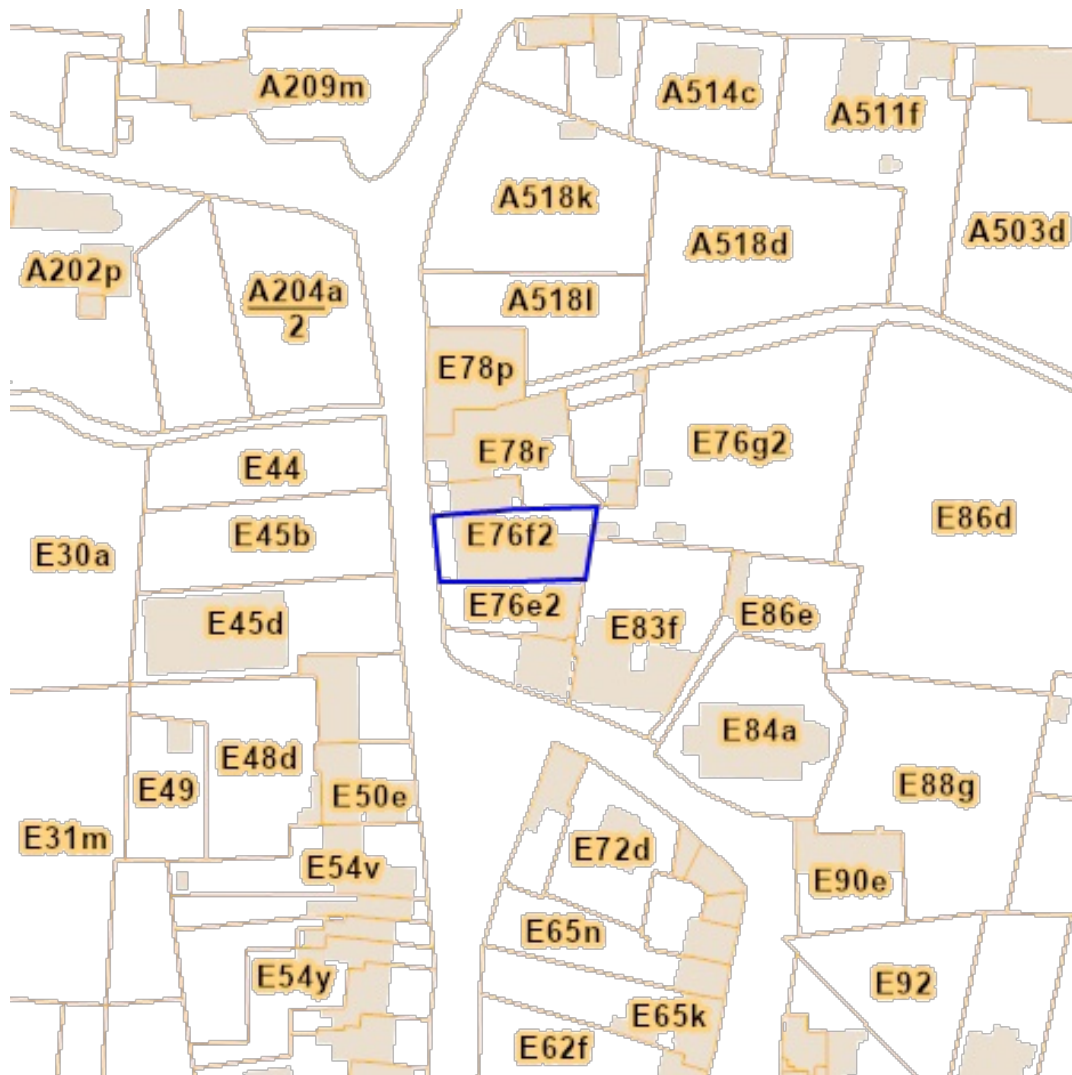 A209m
A514c
A511f
A518k
A518d
A503d
A202p
A204a
2
A518l
E78p
E78r
E76g2
E44
E45b
E76f2
E86d
E30a
E76e2
E45d
E83f
E86e
E48d
E84a
E49
E50e
E88g
E31m
E54v
E72d
E90e
E65n
E54y
E92
E65k
E62f